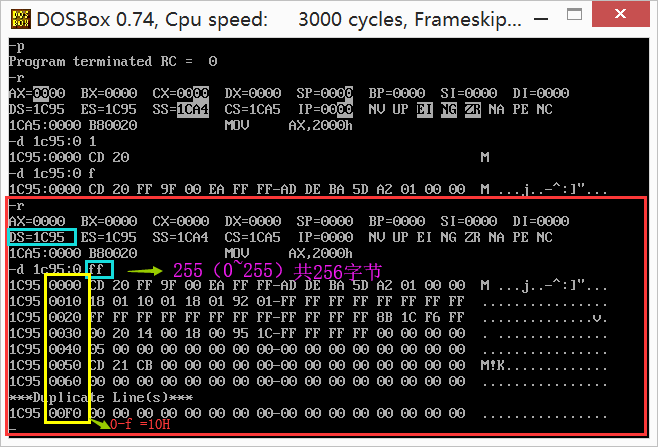 DOSBox 0.74, Cpu speed:    3000 cycles, Frameskip...
-p
Program terminated RC =  0
-r
AX=0000  BX=0000  CX=0000  DX=0000  SP=0000  BP=0000  SI=0000  DI=0000
DS=1C95  ES=1C95  SS=1CA4  CS=1CA5  IP=0000   NV UP EI NG ZR NA PE NC
1CA5:0000 B80020            MOV     AX,2000h
-d 1c95:0 1
1C95:0000 CD 20                                              M
-d 1c95:0 f
1C95:0000 CD 20 FF 9F 00 EA FF FF-AD DE BA 5D A2 01 00 00   M ...j..-^:]"...
-r
AX=0000  BX=0000  CX=0000  DX=0000  SP=0000  BP=0000  SI=0000  DI=0000
DS=1C95  ES=1C95  SS=1CA4  CS=1CA5  IP=0000   NV UP EI NG ZR NA PE NC
1CA5:0000 B80020            MOV     AX,2000h
-d 1c95:0 ff 255（0~255）共256字节
1C95 0000 CD 20 FF 9F 00 EA FF FF-AD DE BA 5D A2 01 00 00   M ...j..-^:]"...
1C95 0010 18 01 10 01 18 01 92 01-FF FF FF FF FF FF FF FF   ................
1C95 0020 FF FF FF FF FF FF FF FF-FF FF FF FF 8B 1C F6 FF   ..............v.
1C95 0030 00 20 14 00 18 00 95 1C-FF FF FF FF 00 00 00 00   . ..............
1C95 0040 05 00 00 00 00 00 00 00-00 00 00 00 00 00 00 00   ................
1C95 0050 CD 21 CB 00 00 00 00 00-00 00 00 00 00 00 00 00   M!K.............
1C95 0060 00 00 00 00 00 00 00 00-00 00 00 00 00 00 00 00   ................
***Duplicate Line(s)***
1C95 00F0 00 00 00 00 00 00 00 00-00 00 00 00 00 00 00 00   ................
0-f =10H